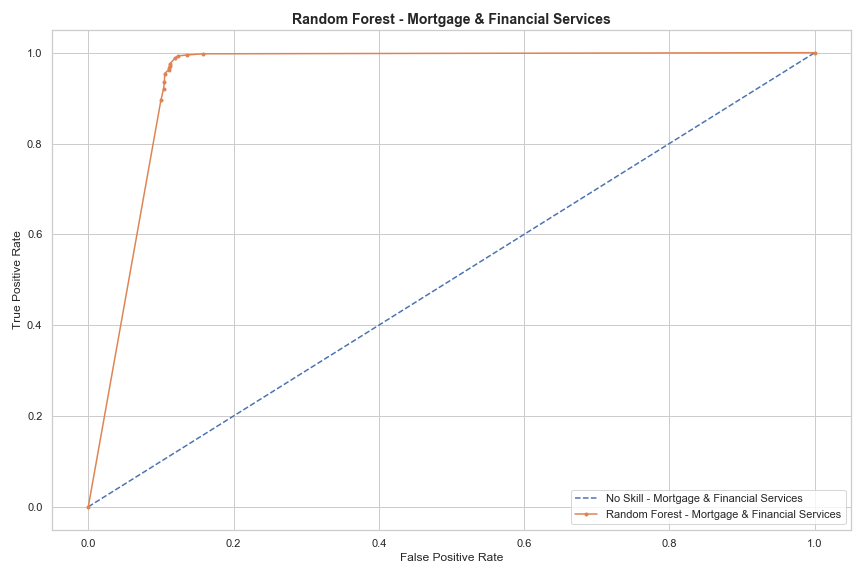 Random Forest - Mortgage & Financial Services
1.0
0.8
0.6
0.4
0.2
0.0
True Positive Rate
0.0 0.2 0.4 0.6 0.8 1.0
False Positive Rate
No Skill - Mortgage & Financial Services
Random Forest - Mortgage & Financial Services